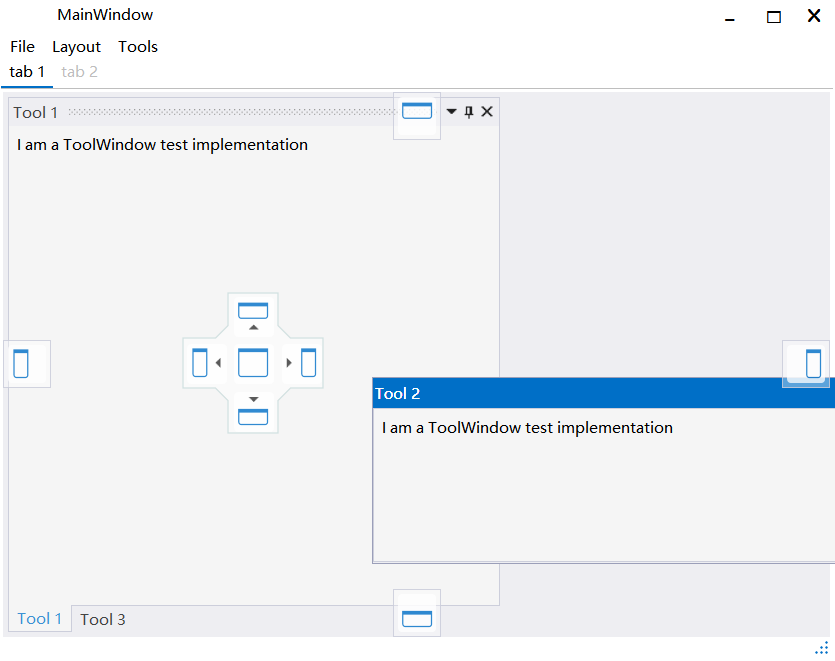 MainWindow
File Layout Tools
tab 1 tab 2
Tool 1
I am a ToolWindow test implementation
Tool 2
I am a ToolWindow test implementation
Tool 1 Tool 3